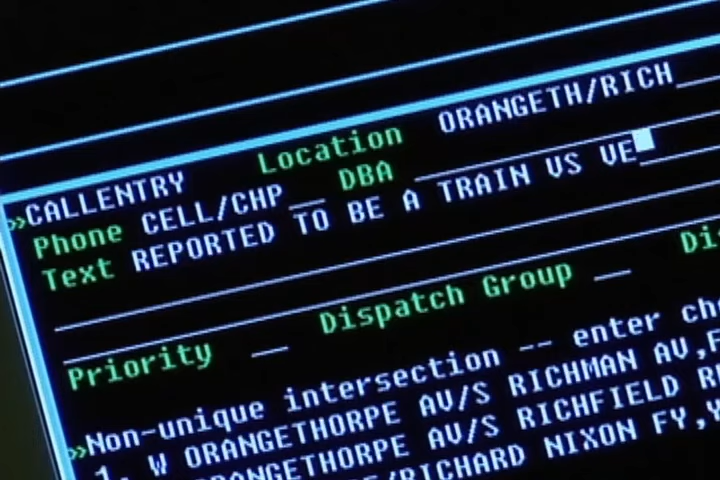 »CALLENTRY Location ORANGETH/RICH
Phone CELL/CHP DBA
Text REPORTED TO BE A TRAIN VS VE
Dispatch Group
Priority
»Non-unique intersection -- enter
1. W ORANGETHORPE AV/S RICHMAN AV,F
ORANGETHORPE AV/S RICHFIELD
/RICHARD NIXON FY,Y